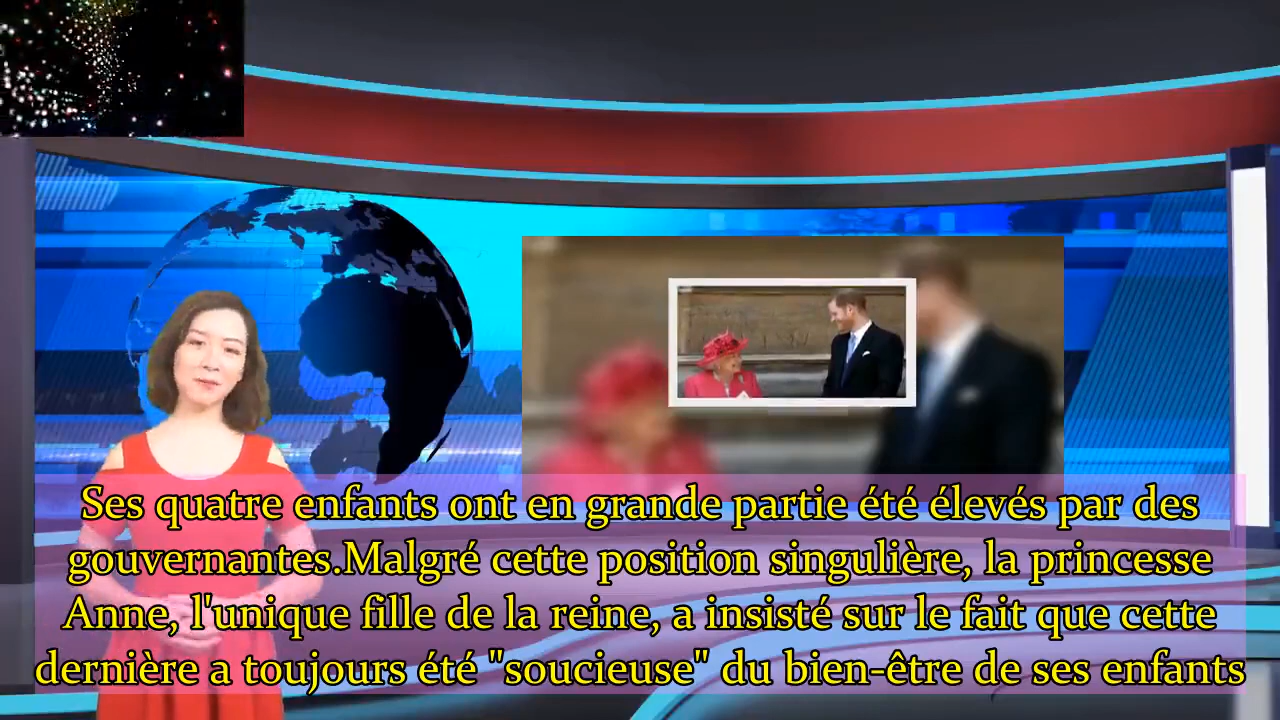 Ses quatre enfants ont en grande partie été élevés par des
gouvernantes.Malgré cette position singulière, la princesse
Anne, l'unique fille de la reine, a insisté sur le fait que cette
dernière a toujours été "soucieuse" du bien-être de ses enfants